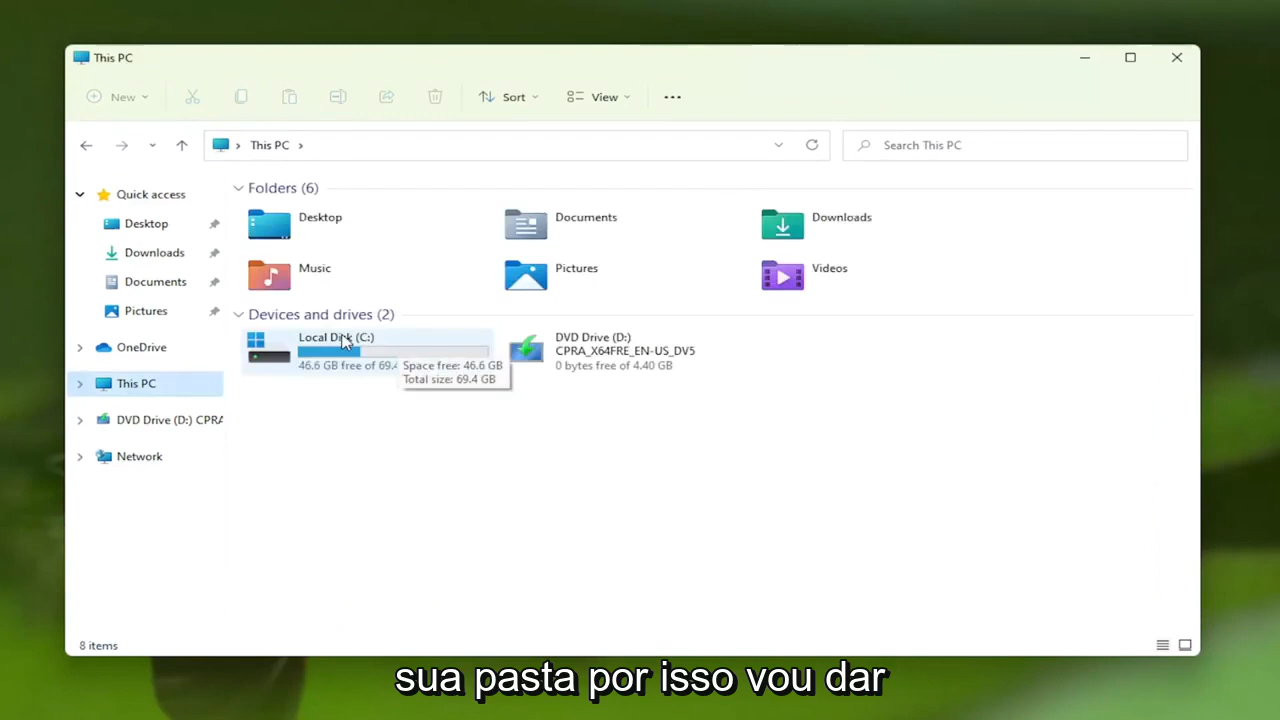 This PC
New
Sort
View
This PC
Search This PC
Quick access
Desktop
Downloads
Documents
Pictures
OneDrive
This PC
DVD Drive (D:) CPRA
Network
Folders (6)
Desktop
Documents
Downloads
Music
Pictures
Videos
Devices and drives (2)
Local Disk (C:)
46.6 GB free of 69.4
Space free: 46.6 GB
Total size: 69.4 GB
DVD Drive (D:)
CPRA_X64FRE_EN-US_DV5
0 bytes free of 4.40 GB
8 items
sua pasta por isso vou dar